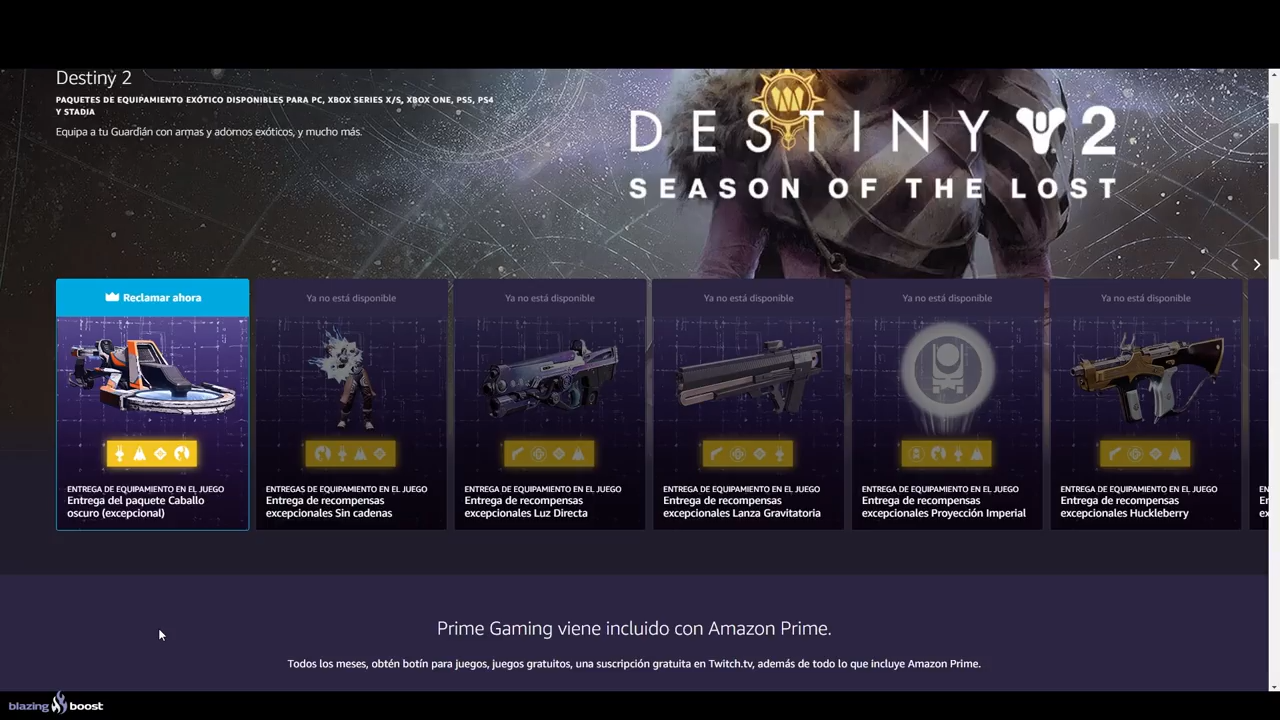 Destiny 2
PAQUETES DE EQUIPAMIENTO EXÓTICO DISPONIBLES PARA PC, XBOX SERIES X/S, XBOX ONE, PS5, PS4
Y STADIA
Equipa a tu Guardián con armas y adornos exóticos, y mucho más.
DESTINY 2
SEASON OF THE LOST
Reclamar ahora
ENTREGA DE EQUIPAMIENTO EN EL JUEGO
Entrega del paquete Caballo
oscuro (excepcional)
Ya no está disponible
ENTREGAS DE EQUIPAMIENTO EN EL JUEGO
Entrega de recompensas
excepcionales Sin cadenas
Ya no está disponible
ENTREGA DE EQUIPAMIENTO EN EL JUEGO
Entrega de recompensas
excepcionales Luz Directa
Ya no está disponible
ENTREGA DE EQUIPAMIENTO EN EL JUEGO
Entrega de recompensas
excepcionales Lanza Gravitatoria
Ya no está disponible
ENTREGA DE EQUIPAMIENTO EN EL JUEGO
Entrega de recompensas
excepcionales Proyección Imperial
Ya no está disponible
ENTREGA DE EQUIPAMIENTO EN EL JUEGO
Entrega de recompensas
excepcionales Huckleberry
Prime Gaming viene incluido con Amazon Prime.
Todos los meses, obtén botín para juegos, juegos gratuitos, una suscripción gratuita en Twitch.tv, además de todo lo que incluye Amazon Prime.
blazing boost